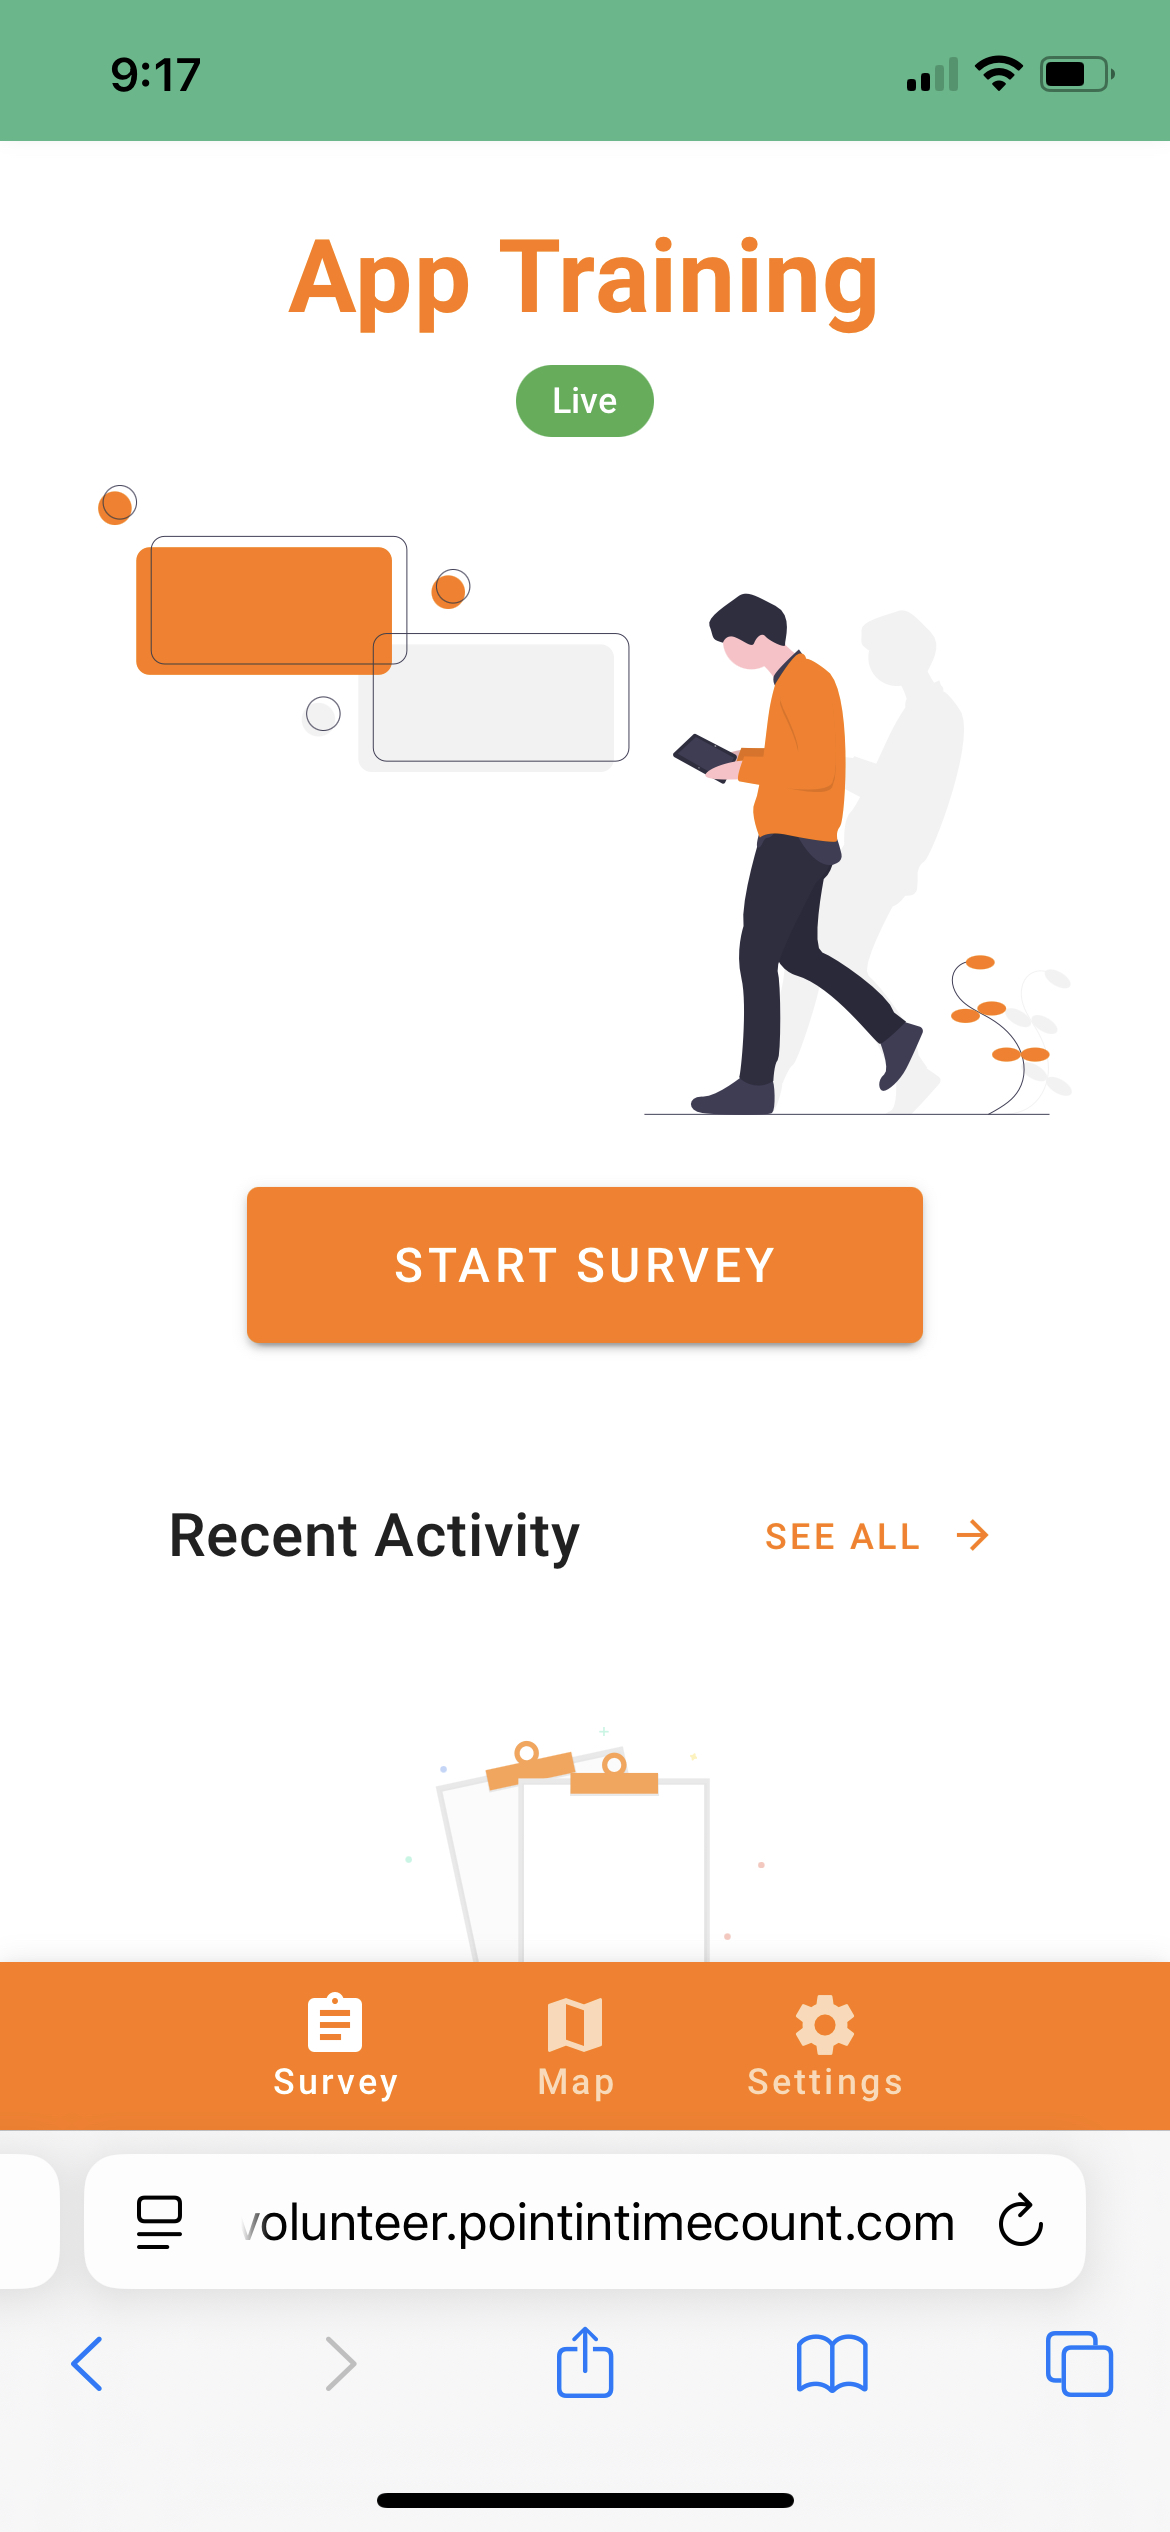 9:17
App Training
Live
START SURVEY
Recent Activity
SEE ALL
Survey
Map
Settings
volunteer.pointintimecount.com